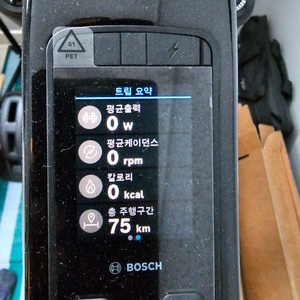 01
PET
트립 요약
평균출력
0 W
평균케이던스
0 rpm
칼로리
0 kcal
총 주행구간
75 km
BOSCH